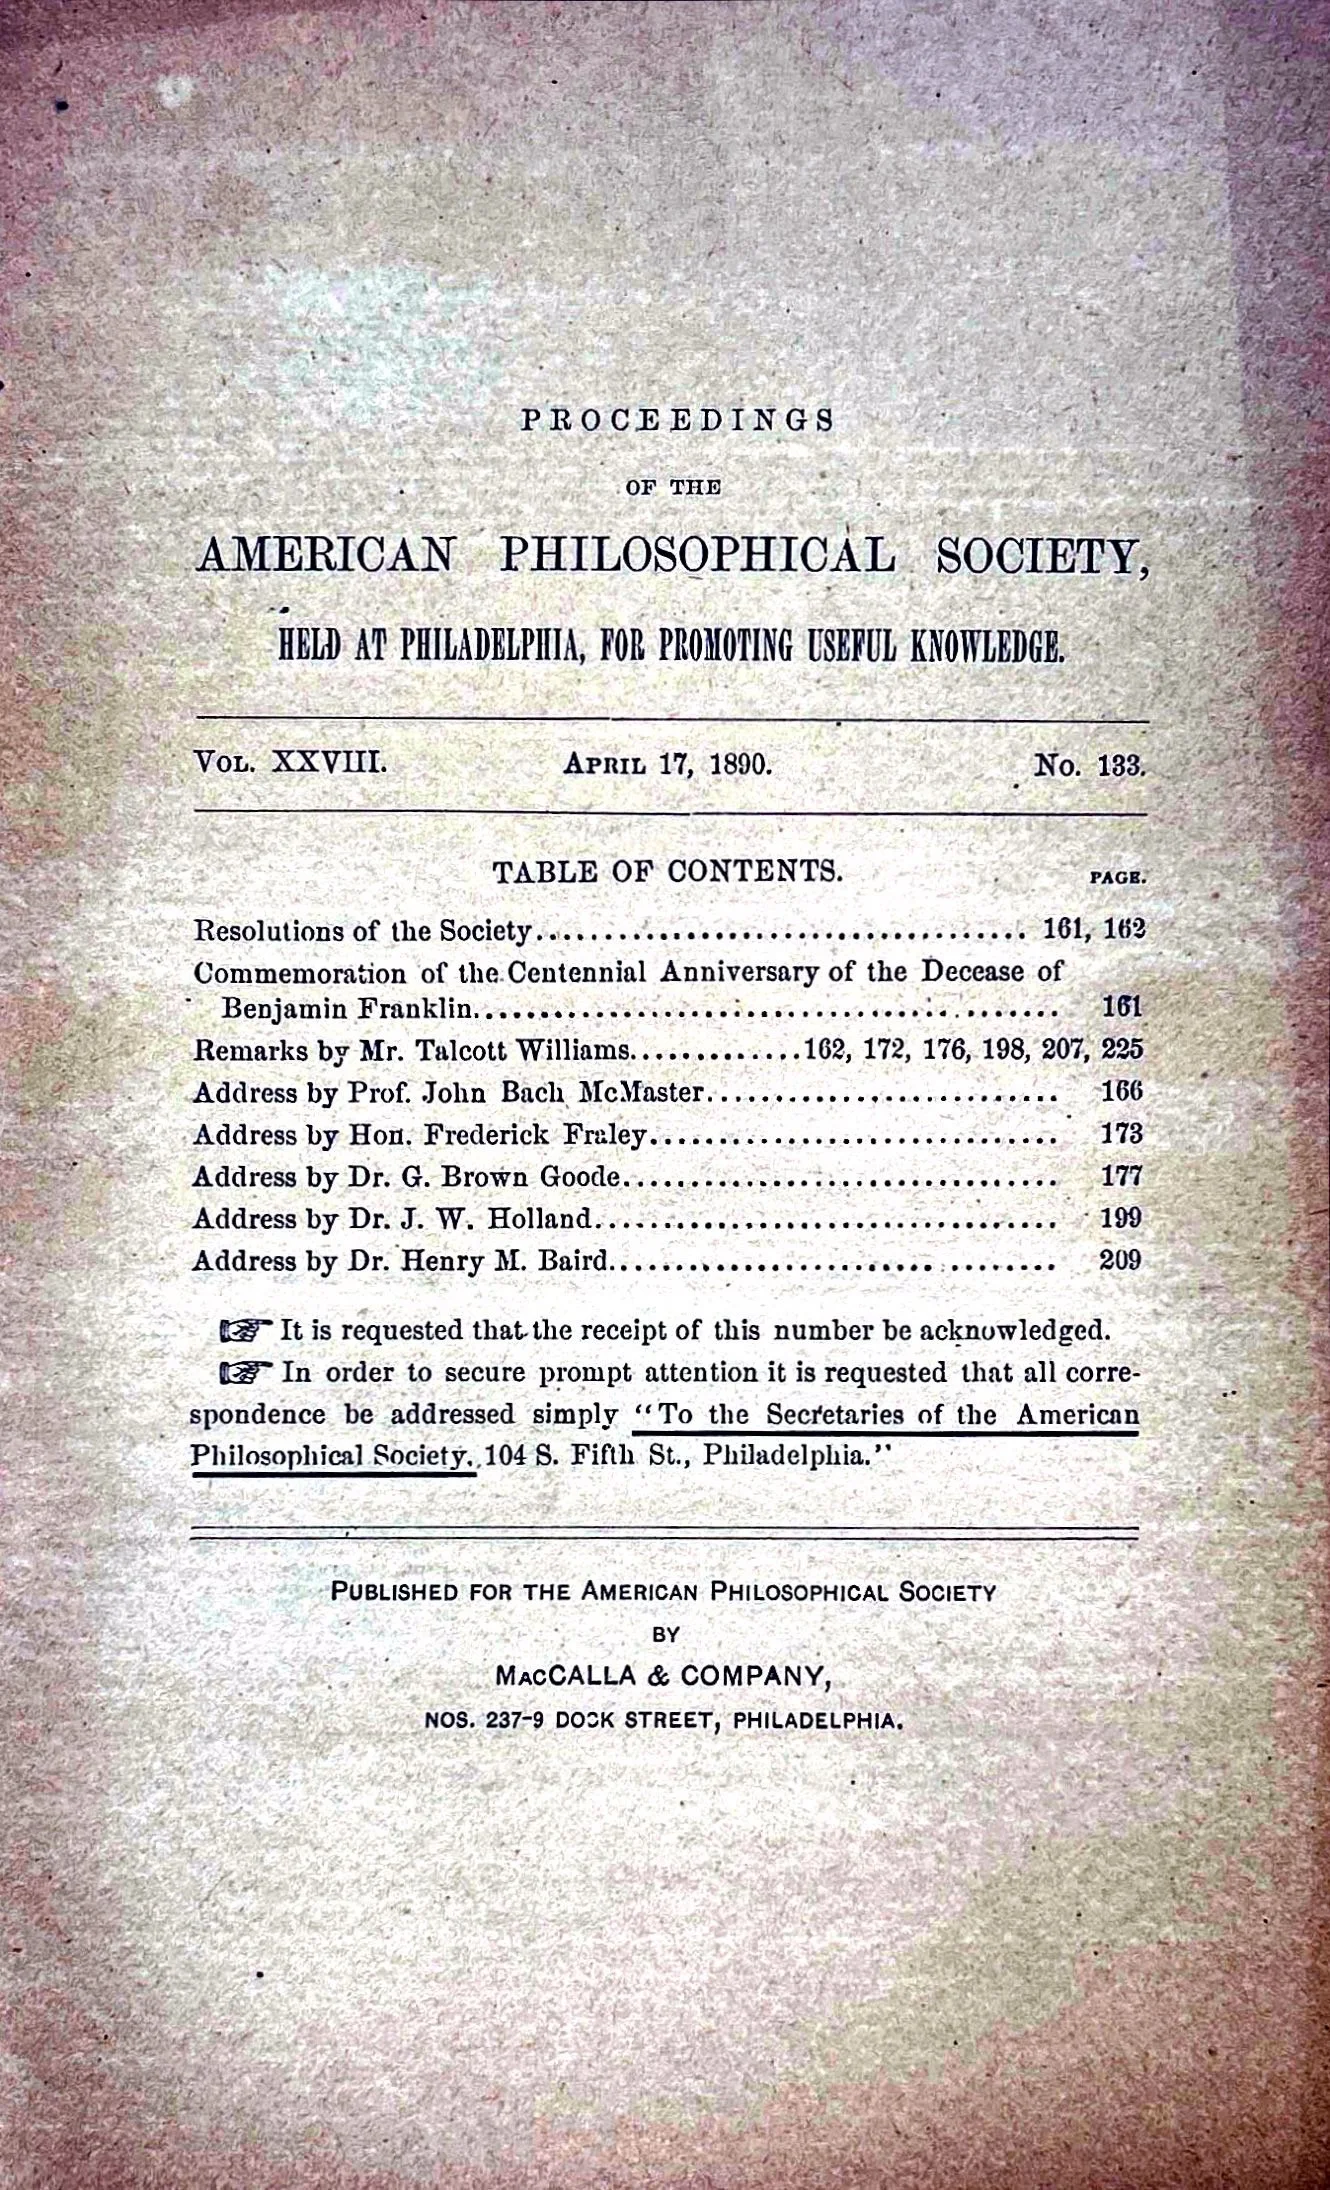 PROCEEDINGS
OF THE
AMERICAN PHILOSOPHICAL SOCIETY,
HELD AT PHILADELPHIA, FOR PROMOTING USEFUL KNOWLEDGE.
VOL. XXVIII. APRIL 17, 1890. No. 133.
TABLE OF CONTENTS. PAGE.
Resolutions of the Society.................................... 161, 162
Commemoration of the Centennial Anniversary of the Decease of
Benjamin Franklin........................................... 161
Remarks by Mr. Talcott Williams.............162, 172, 176, 198, 207, 225
Address by Prof. John Bach McMaster.......................... 166
Address by Hon. Frederick Fraley.............................. 173
Address by Dr. G. Brown Goode................................ 177
Address by Dr. J. W. Holland.................................. 199
Address by Dr. Henry M. Baird................................. 209
☞ It is requested that the receipt of this number be acknowledged.
☞ In order to secure prompt attention it is requested that all corre-
spondence be addressed simply “To the Secretaries of the American
Philosophical Society, 104 S. Fifth St., Philadelphia.”
PUBLISHED FOR THE AMERICAN PHILOSOPHICAL SOCIETY
BY
MACCALLA & COMPANY,
NOS. 237-9 DOCK STREET, PHILADELPHIA.